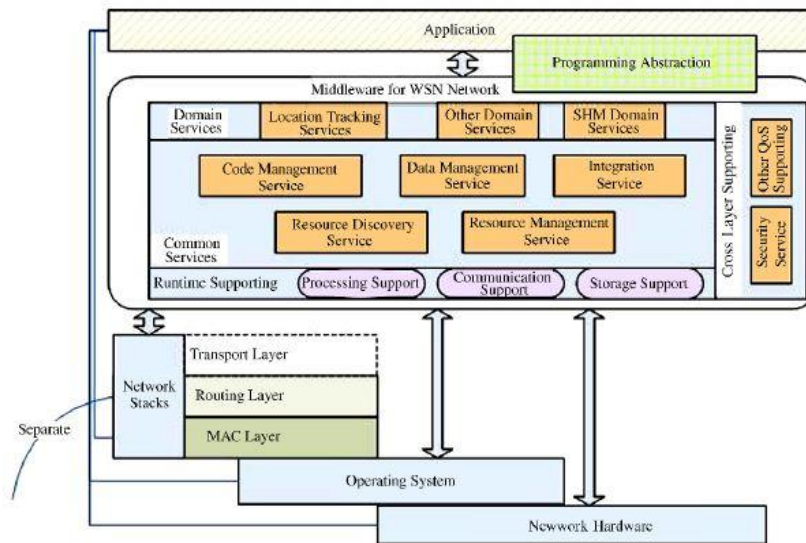 Application
Programming Abstraction
Middleware for WSN Network
Domain
Services
Location Tracking
Services
Other Domain
Services
SHM Domain
Services
Code Management
Service
Data Management
Service
Integration
Service
Resource Discovery
Service
Resource Management
Service
Common
Services
Runtime Supporting
Processing Support
Communication
Support
Storage Support
Cross Layer Supporting
Other QoS
Supporting
Security
Service
Network
Stacks
Transport Layer
Routing Layer
MAC Layer
Separate
Operating System
Newwork Hardware